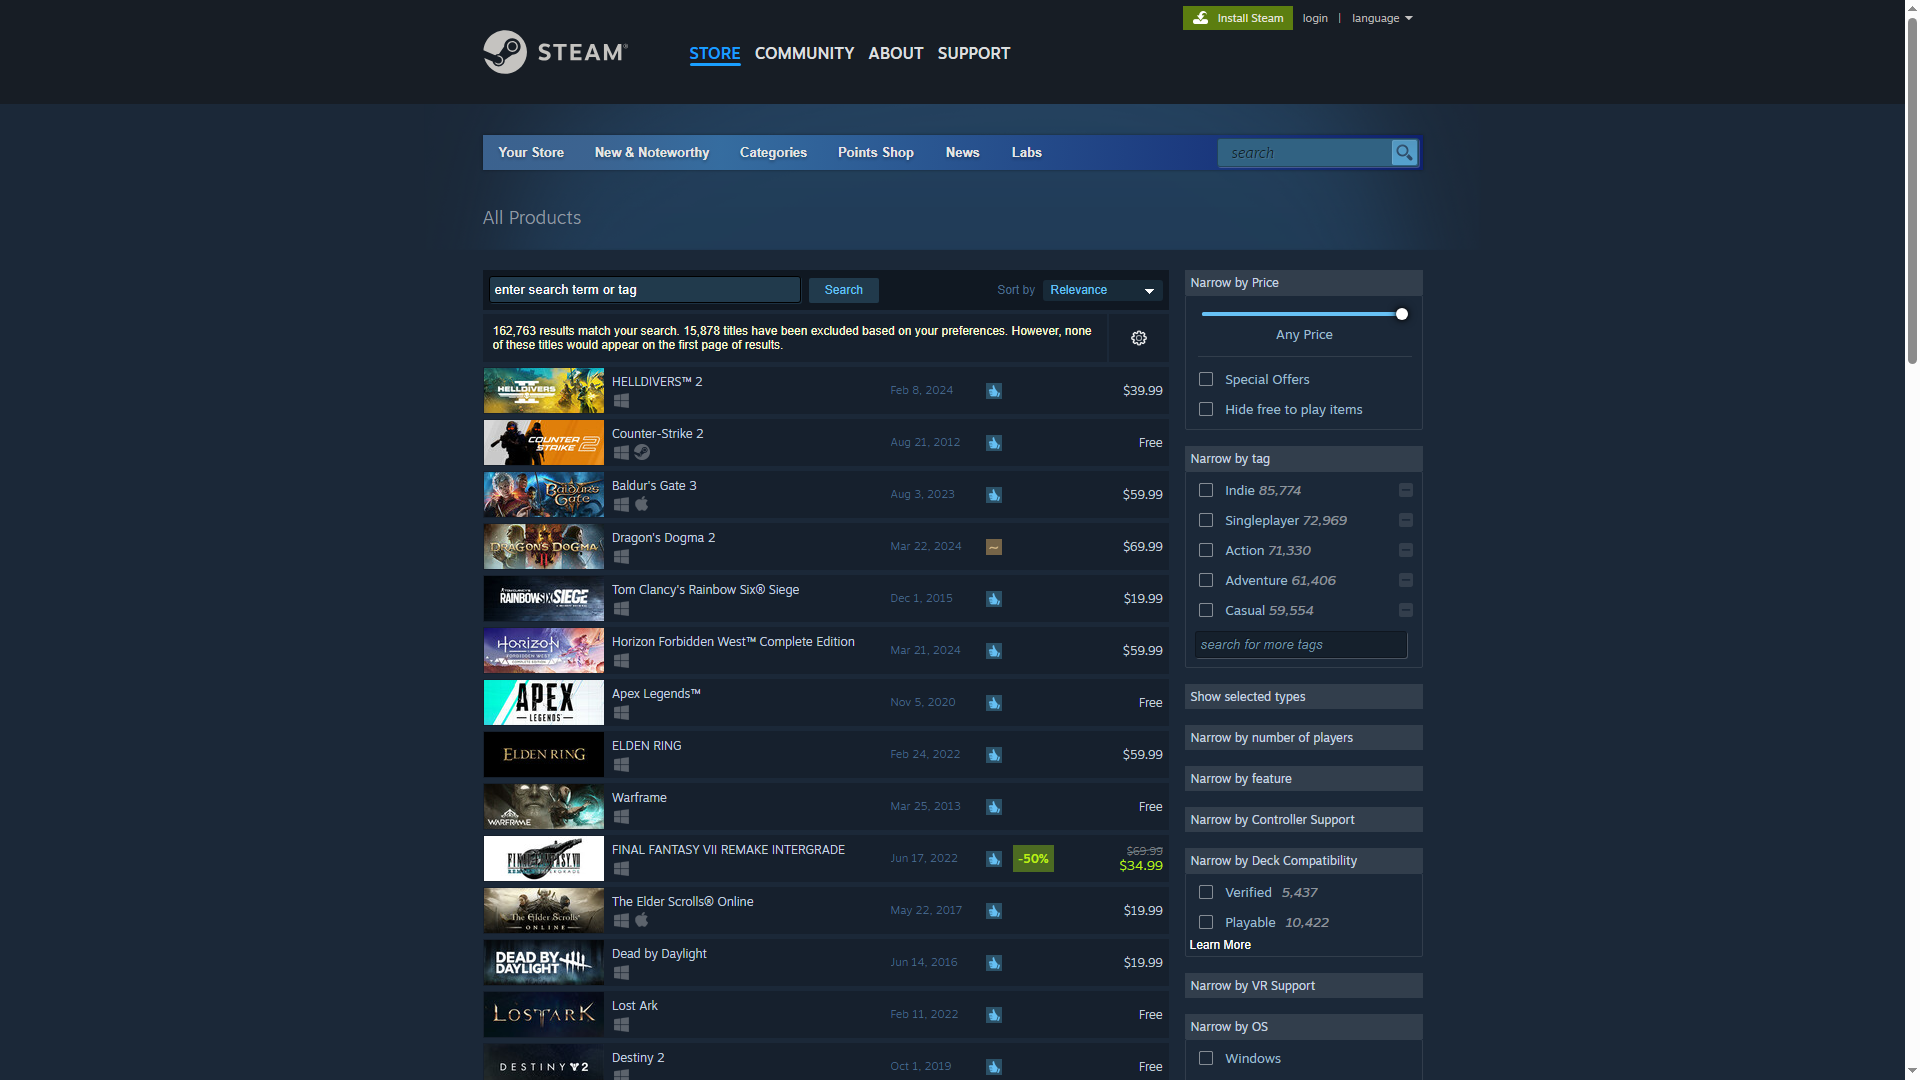 Install Steam
login | language
STEAM®
STORE COMMUNITY ABOUT SUPPORT
Your Store New & Noteworthy Categories Points Shop News Labs search
All Products
enter search term or tag Search Sort by Relevance
162,763 results match your search. 15,878 titles have been excluded based on your preferences. However, none
of these titles would appear on the first page of results.
HELLDIVERS II
HELLDIVERS™ 2 Feb 8, 2024 $39.99
COUNTER
STRIKE 2
Counter-Strike 2 Aug 21, 2012 Free
BALDUR'S
GATE
Baldur's Gate 3 Aug 3, 2023 $59.99
DRAGON'S DOGMA
Dragon's Dogma 2 Mar 22, 2024 $69.99
RAINBOW SIX SIEGE
Tom Clancy's Rainbow Six® Siege Dec 1, 2015 $19.99
HORIZON
FORBIDDEN WEST
COMPLETE EDITION
Horizon Forbidden West™ Complete Edition Mar 21, 2024 $59.99
APEX
LEGENDS
Apex Legends™ Nov 5, 2020 Free
ELDEN RING
ELDEN RING Feb 24, 2022 $59.99
WARFRAME
Warframe Mar 25, 2013 Free
FINAL FANTASY VII
REMAKE INTERGRADE
FINAL FANTASY VII REMAKE INTERGRADE Jun 17, 2022 -50% $69.99
$34.99
The Elder Scrolls
ONLINE
The Elder Scrolls® Online May 22, 2017 $19.99
DEAD BY
DAYLIGHT
Dead by Daylight Jun 14, 2016 $19.99
LOST ARK
Lost Ark Feb 11, 2022 Free
DESTINY 2
Destiny 2 Oct 1, 2019 Free
Narrow by Price
Any Price
Special Offers
Hide free to play items
Narrow by tag
Indie 85,774
Singleplayer 72,969
Action 71,330
Adventure 61,406
Casual 59,554
search for more tags
Show selected types
Narrow by number of players
Narrow by feature
Narrow by Controller Support
Narrow by Deck Compatibility
Verified 5,437
Playable 10,422
Learn More
Narrow by VR Support
Narrow by OS
Windows